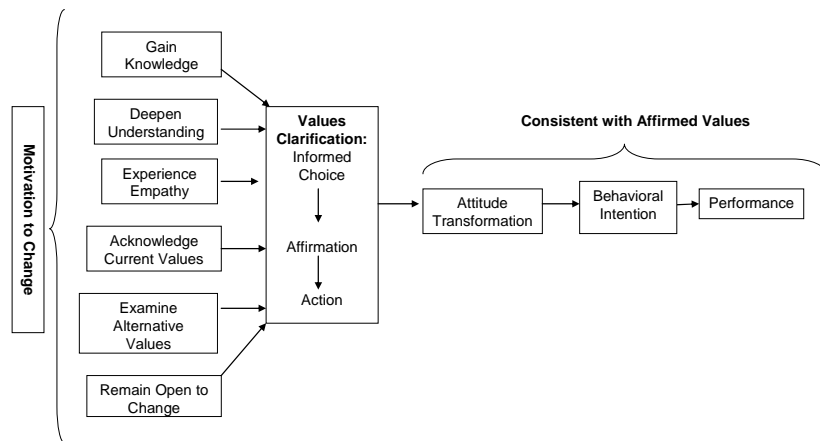 Motivation to Change
Gain
Knowledge
Deepen
Understanding
Experience
Empathy
Acknowledge
Current Values
Examine
Alternative
Values
Remain Open to
Change
Values
Clarification:
Informed
Choice
Affirmation
Action
Consistent with Affirmed Values
Attitude
Transformation
Behavioral
Intention
Performance